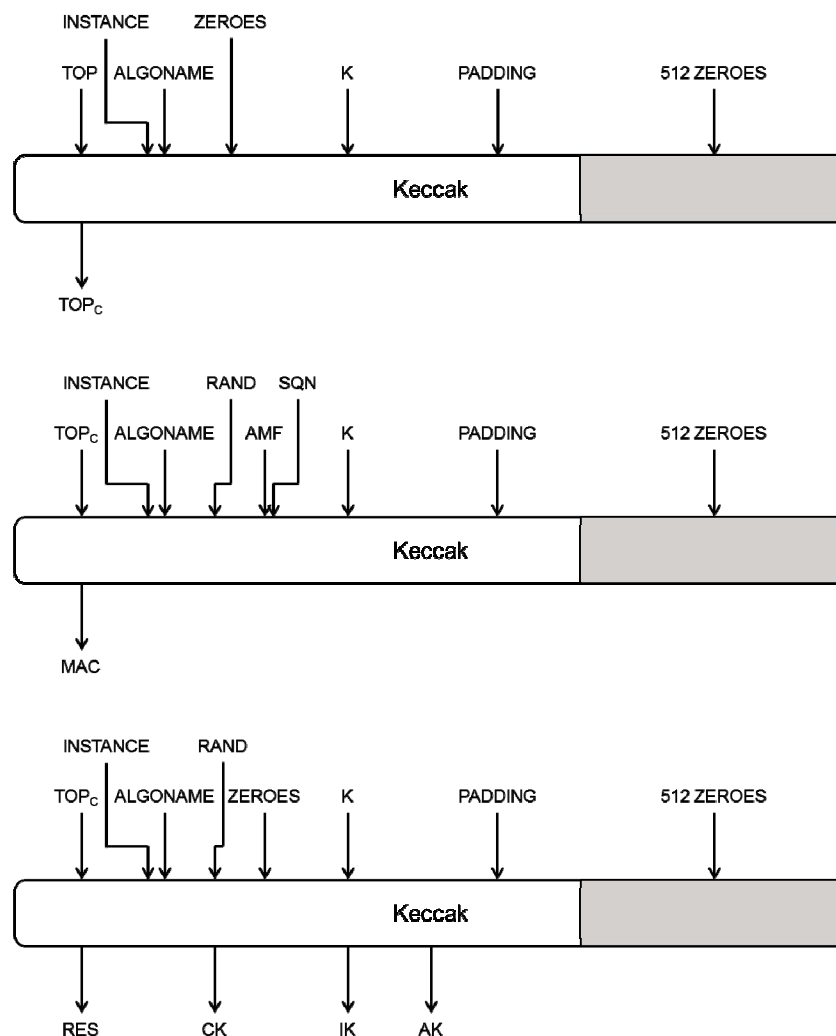 INSTANCE ZEROES
TOP ALGONAME K PADDING 512 ZEROES
Keccak
TOPC
INSTANCE RAND SQN
TOPC ALGONAME AMF K PADDING 512 ZEROES
Keccak
MAC
INSTANCE RAND
TOPC ALGONAME ZEROES K PADDING 512 ZEROES
Keccak
RES CK IK AK